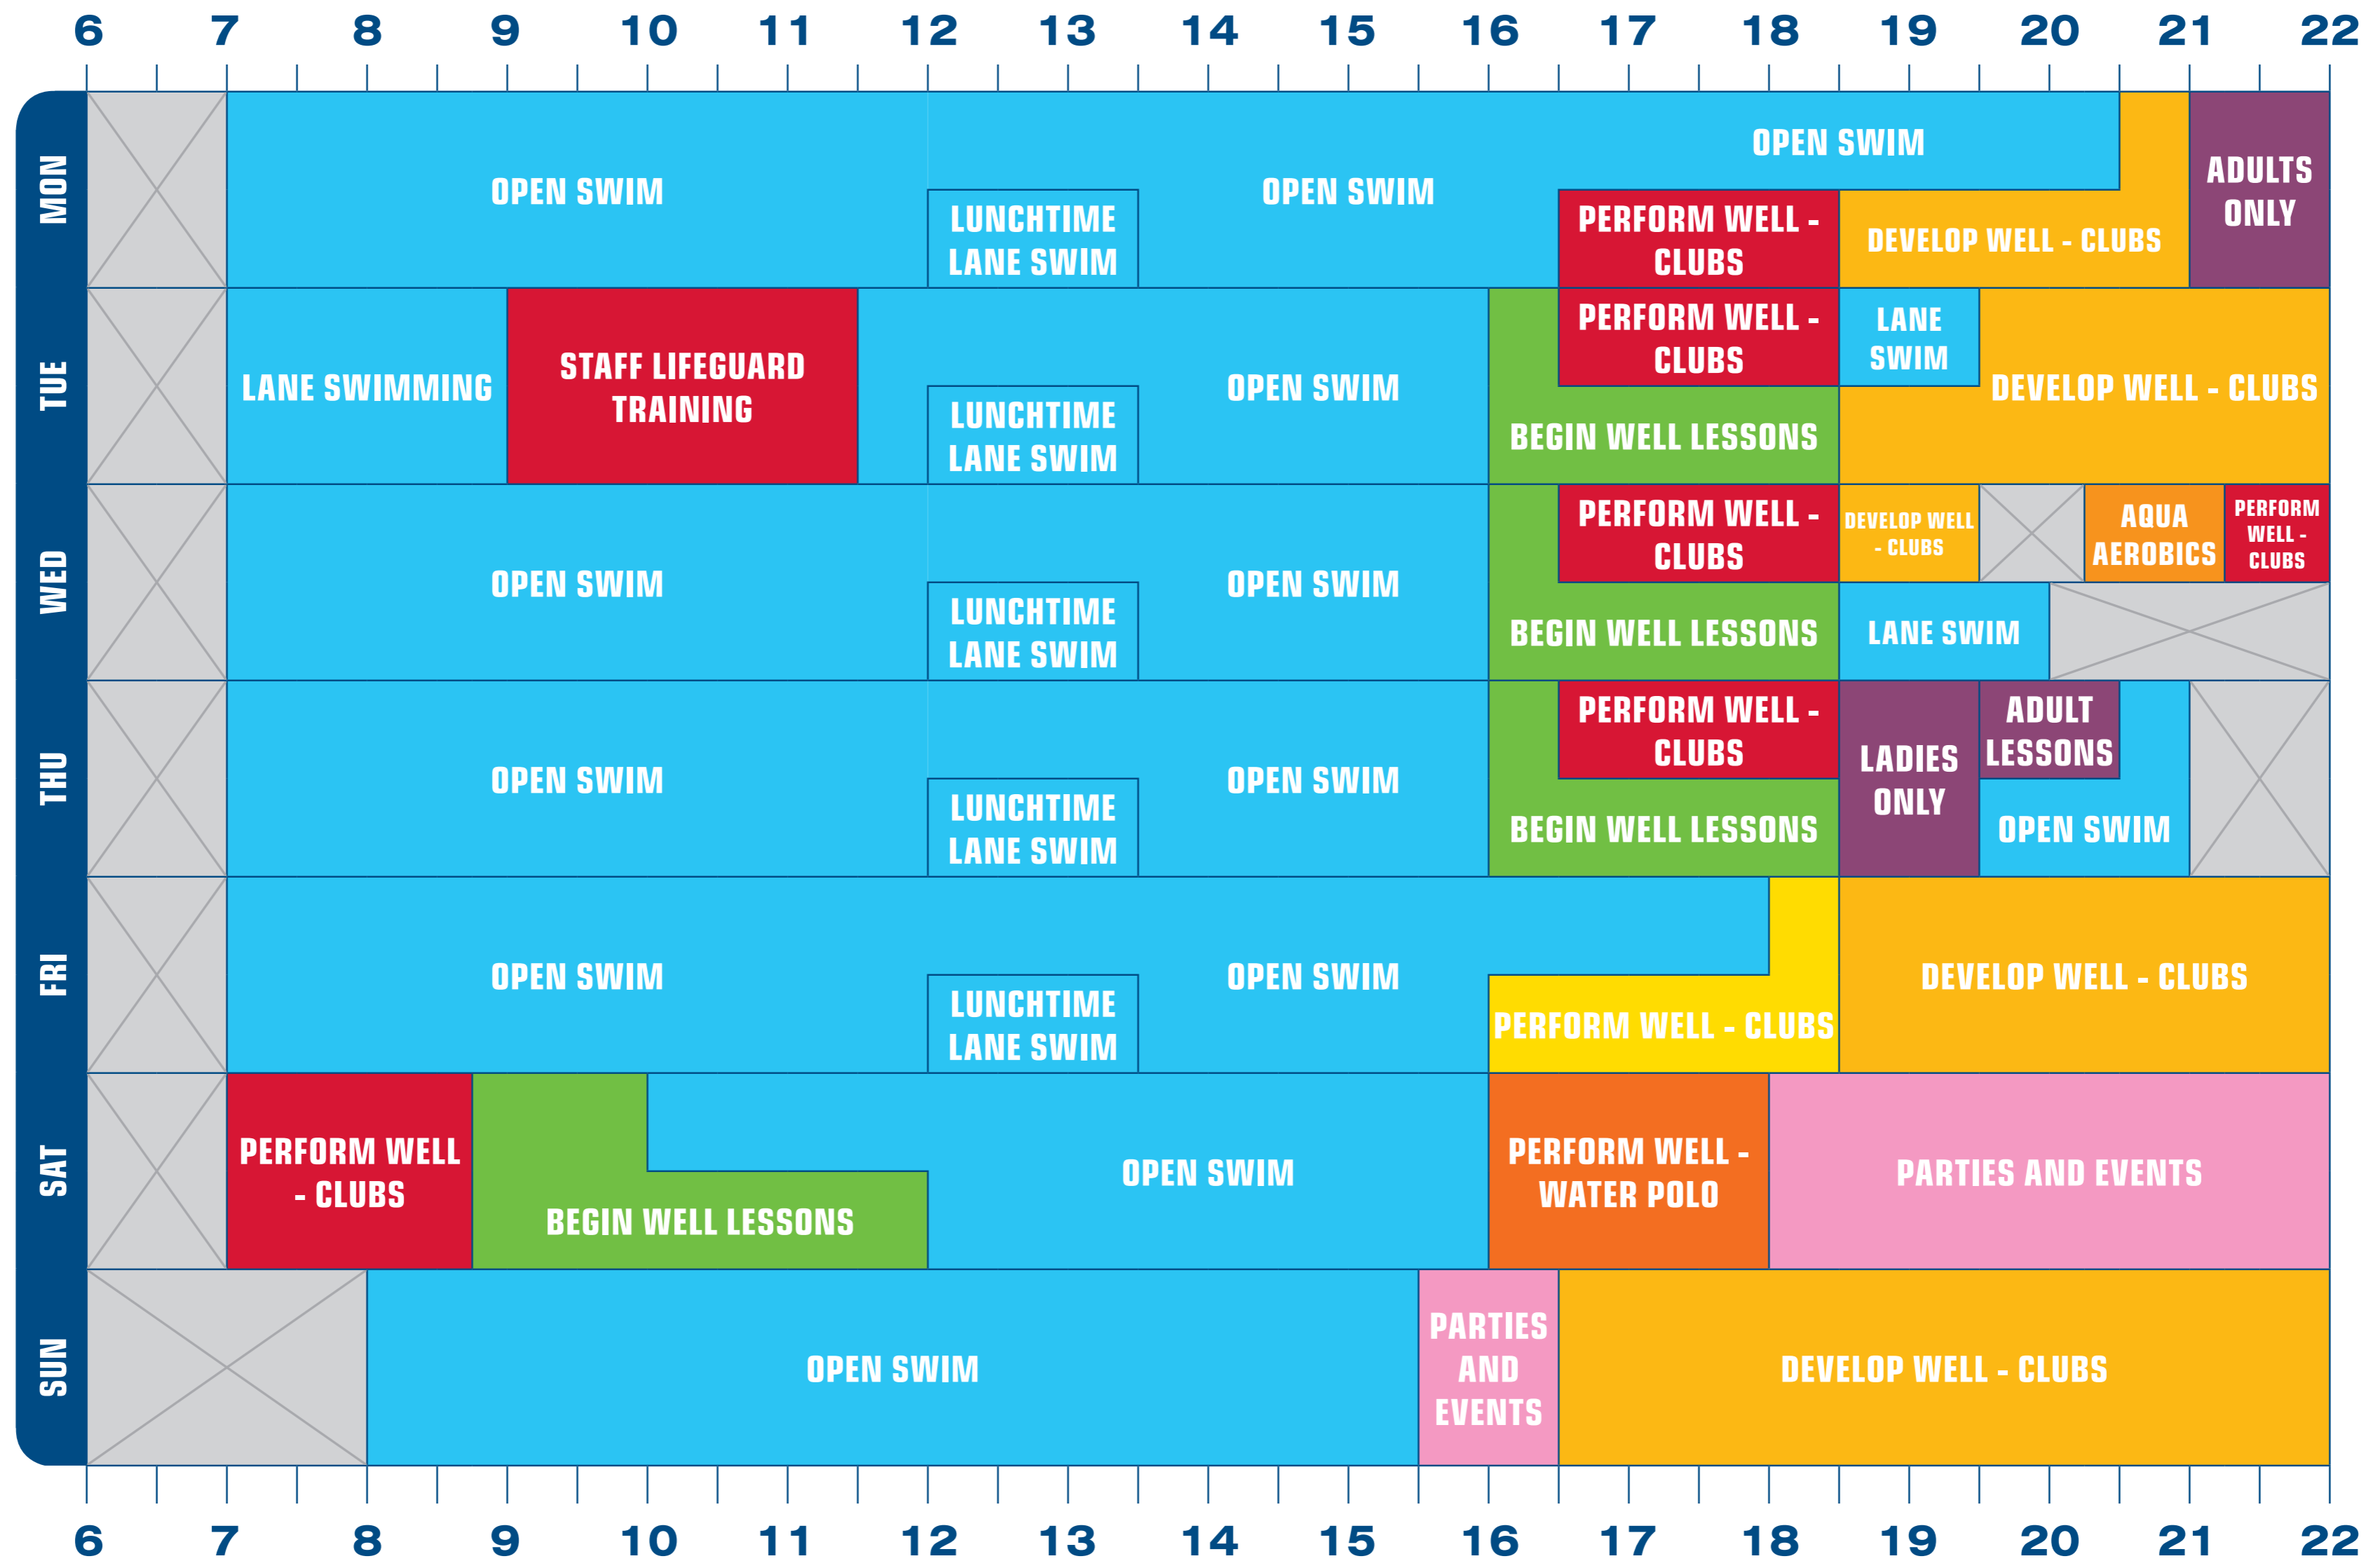 6 7 8 9 10 11 12 13 14 15 16 17 18 19 20 21 22
MON
OPEN SWIM
LUNCHTIME
LANE SWIM
OPEN SWIM
OPEN SWIM
PERFORM WELL -
CLUBS
DEVELOP WELL - CLUBS
ADULTS
ONLY
TUE
LANE SWIMMING
STAFF LIFEGUARD
TRAINING
LUNCHTIME
LANE SWIM
OPEN SWIM
PERFORM WELL -
CLUBS
BEGIN WELL LESSONS
LANE
SWIM
DEVELOP WELL - CLUBS
WED
OPEN SWIM
LUNCHTIME
LANE SWIM
OPEN SWIM
PERFORM WELL -
CLUBS
BEGIN WELL LESSONS
DEVELOP WELL
- CLUBS
LANE SWIM
AQUA
AEROBICS
PERFORM
WELL -
CLUBS
THU
OPEN SWIM
LUNCHTIME
LANE SWIM
OPEN SWIM
PERFORM WELL -
CLUBS
BEGIN WELL LESSONS
LADIES
ONLY
ADULT
LESSONS
OPEN SWIM
FRI
OPEN SWIM
LUNCHTIME
LANE SWIM
OPEN SWIM
PERFORM WELL - CLUBS
DEVELOP WELL - CLUBS
SAT
PERFORM WELL
- CLUBS
BEGIN WELL LESSONS
OPEN SWIM
PERFORM WELL -
WATER POLO
PARTIES AND EVENTS
SUN
OPEN SWIM
PARTIES
AND
EVENTS
DEVELOP WELL - CLUBS
6 7 8 9 10 11 12 13 14 15 16 17 18 19 20 21 22